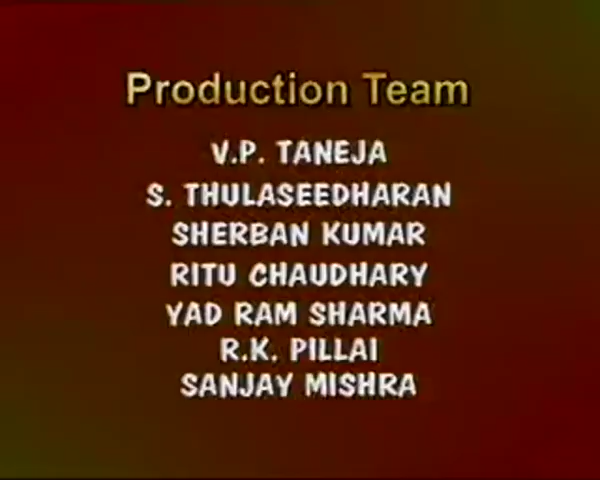 Production Team
V.P. TANEJA
S. THULASEEDHARAN
SHERBAN KUMAR
RITU CHAUDHARY
YAD RAM SHARMA
R.K. PILLAI
SANJAY MISHRA